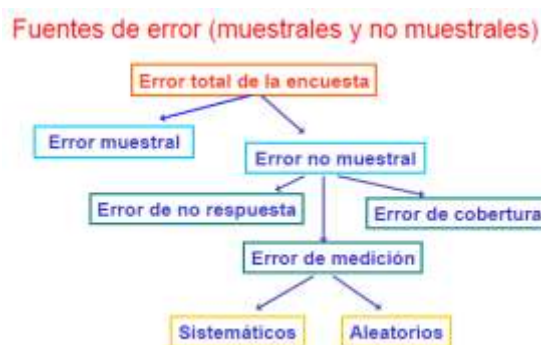 Fuentes de error (muestrales y no muestrales)
Error total de la encuesta
Error muestral
Error no muestral
Error de no respuesta
Error de cobertura
Error de medición
Sistemáticos
Aleatorios